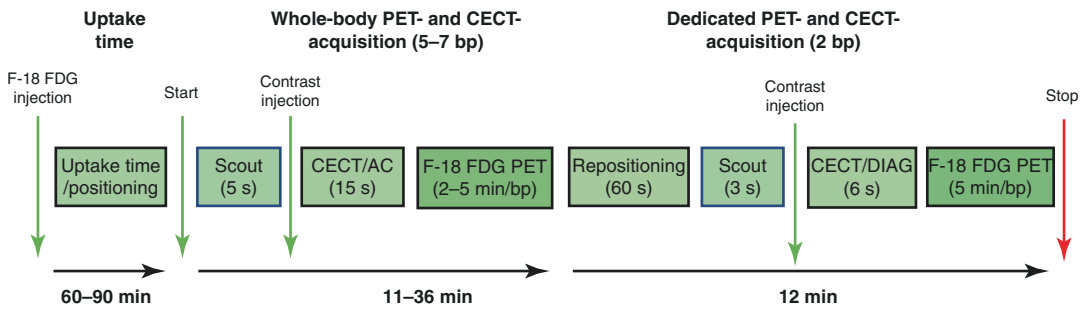 Uptake
time
Whole-body PET- and CECT-
acquisition (5–7 bp)
Dedicated PET- and CECT-
acquisition (2 bp)
F-18 FDG
injection
Start
Contrast
injection
Contrast
injection
Stop
Uptake time
/positioning
Scout
(5 s)
CECT/AC
(15 s)
F-18 FDG PET
(2–5 min/bp)
Repositioning
(60 s)
Scout
(3 s)
CECT/DIAG
(6 s)
F-18 FDG PET
(5 min/bp)
60–90 min
11–36 min
12 min